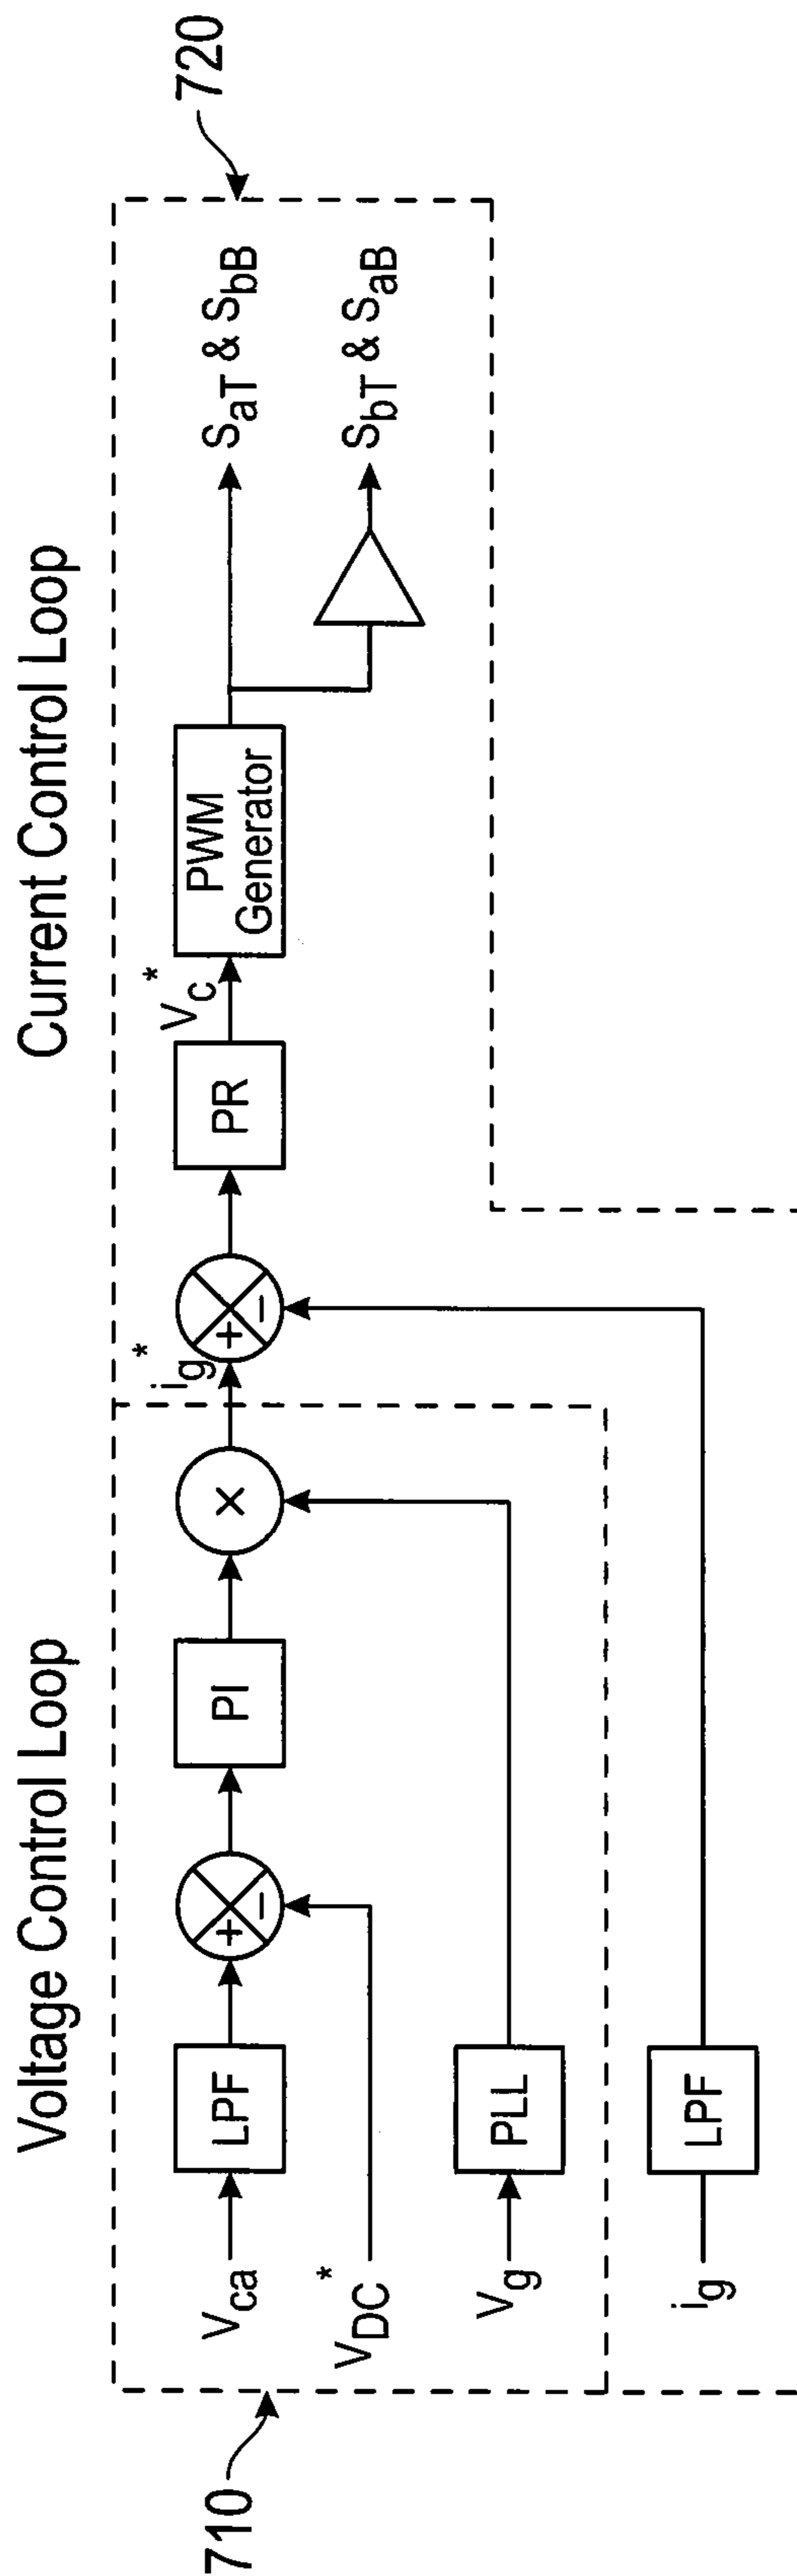 Voltage Control Loop
Current Control Loop
710
720
V_ca
LPF
+
−
PI
×
i_g*
+
−
PR
V_c*
PWM
Generator
S_aT & S_bB
S_bT & S_aB
V_DC*
V_g
PLL
i_g
LPF